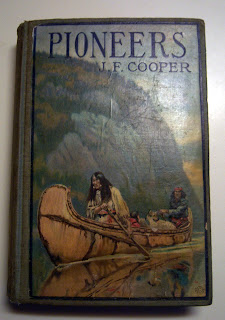 PIONEERS
J. F. COOPER